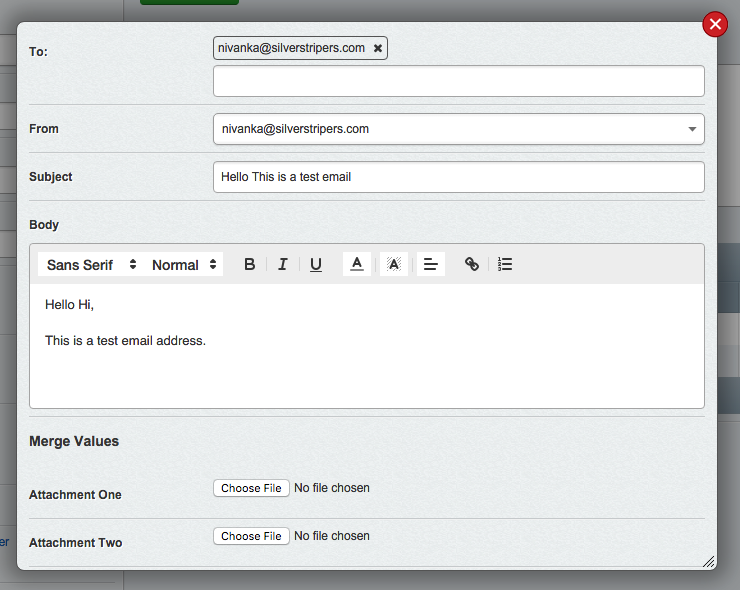 To:
nivanka@silverstripers.com ✖
From
nivanka@silverstripers.com
Subject
Hello This is a test email
Body
Sans Serif Normal B I U A A
Hello Hi,
This is a test email address.
Merge Values
Attachment One
Choose File No file chosen
Attachment Two
Choose File No file chosen
er